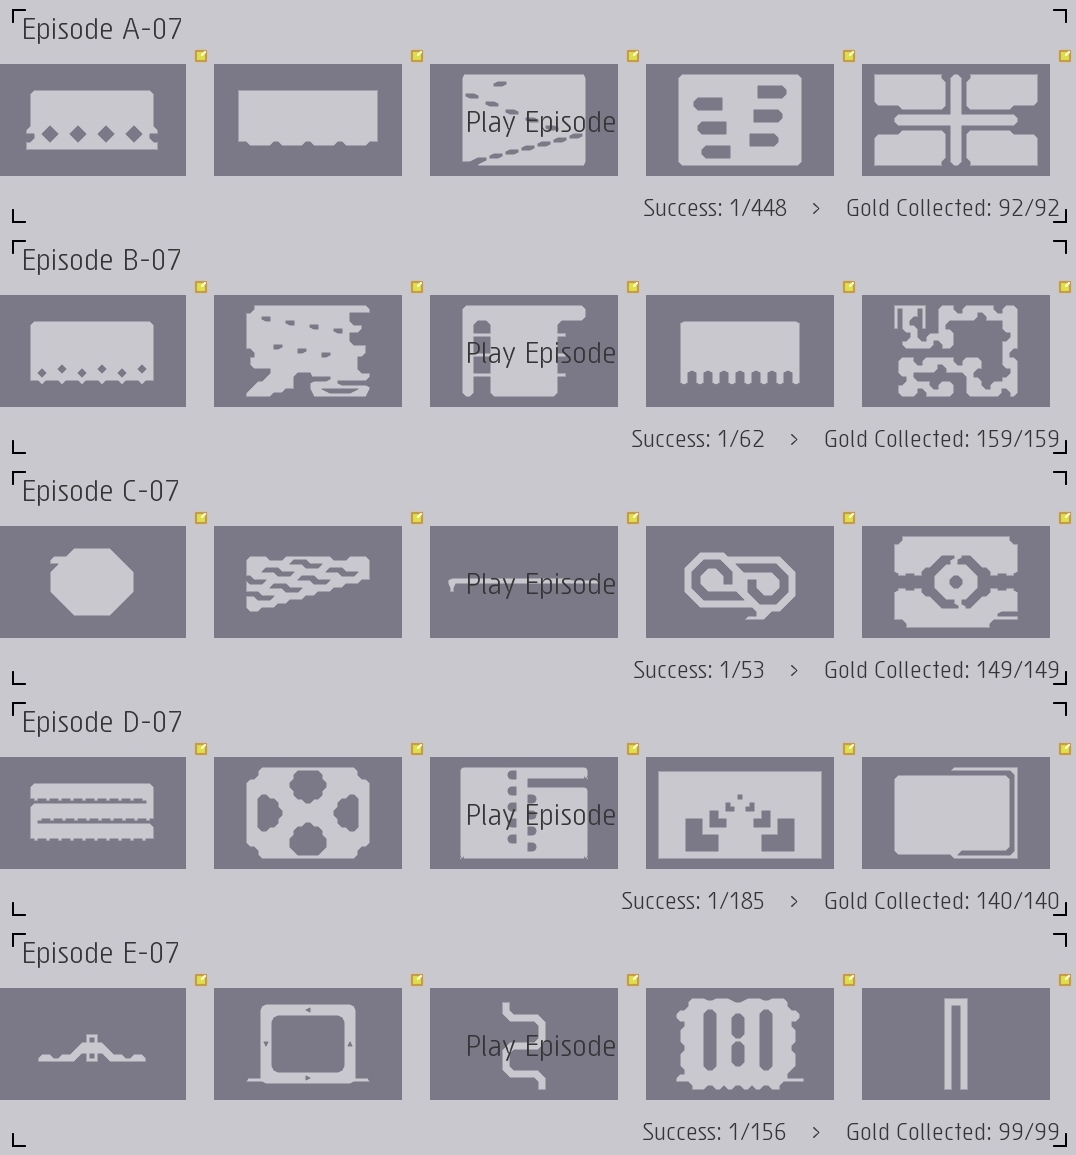 Episode A-07
Play Episode
Success: 1/448 > Gold Collected: 92/92
Episode B-07
Play Episode
Success: 1/62 > Gold Collected: 159/159
Episode C-07
Play Episode
Success: 1/53 > Gold Collected: 149/149
Episode D-07
Play Episode
Success: 1/185 > Gold Collected: 140/140
Episode E-07
Play Episode
Success: 1/156 > Gold Collected: 99/99